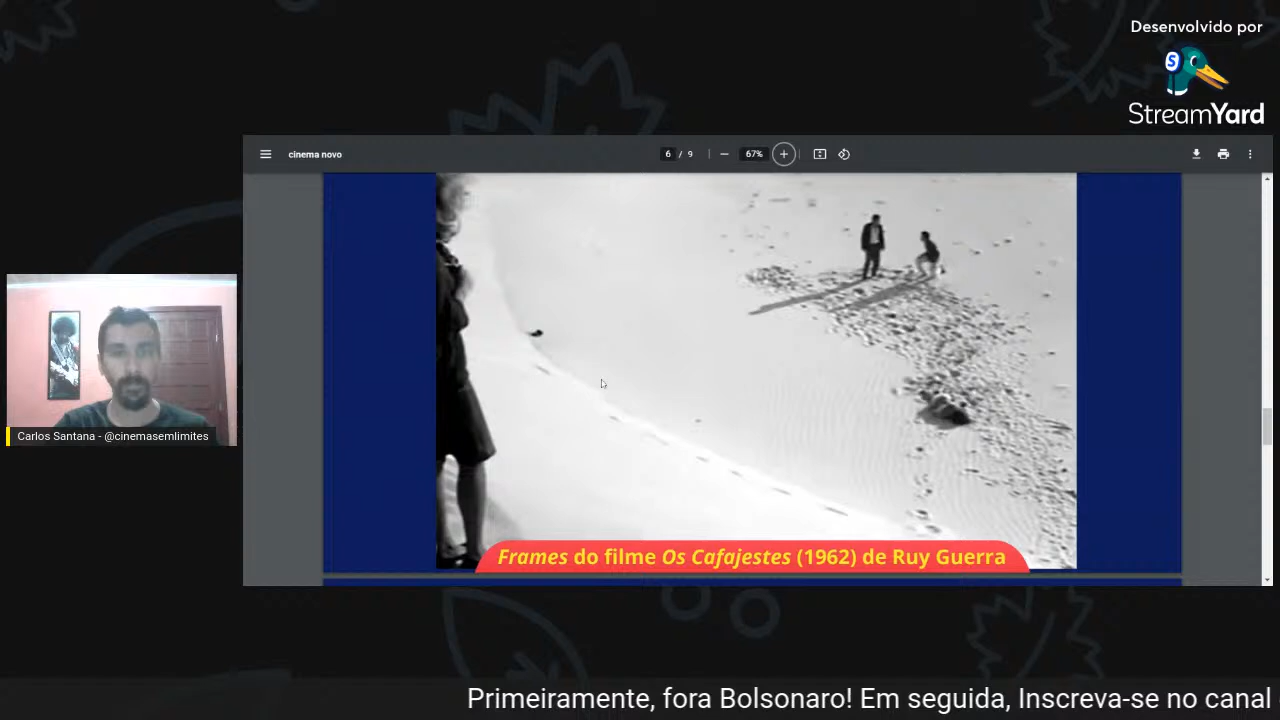 Desenvolvido por
S
StreamYard
cinema novo
6 / 9
67%
Carlos Santana - @cinemasemlimites
Frames do filme Os Cafajestes (1962) de Ruy Guerra
Primeiramente, fora Bolsonaro! Em seguida, Inscreva-se no canal